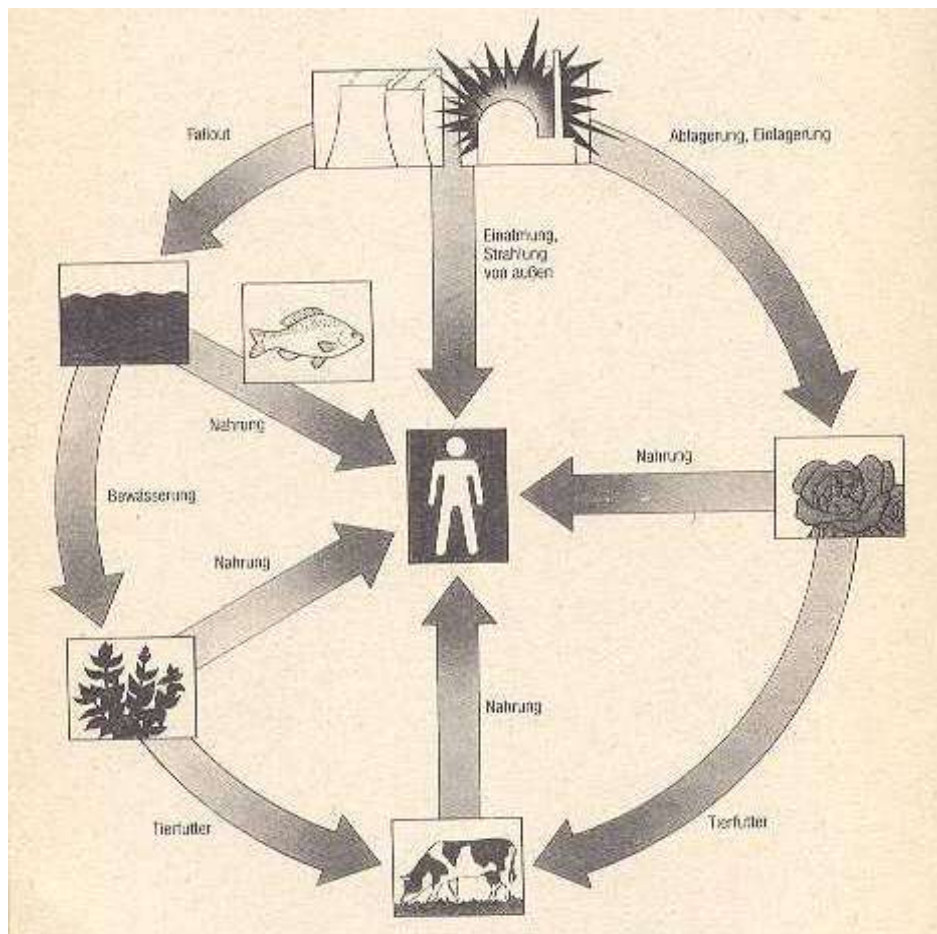 Fallout
Ablagerung, Einlagerung
Einatmung,
Strahlung
von außen
Nahrung
Nahrung
Bewässerung
Nahrung
Nahrung
Tierfutter
Tierfutter